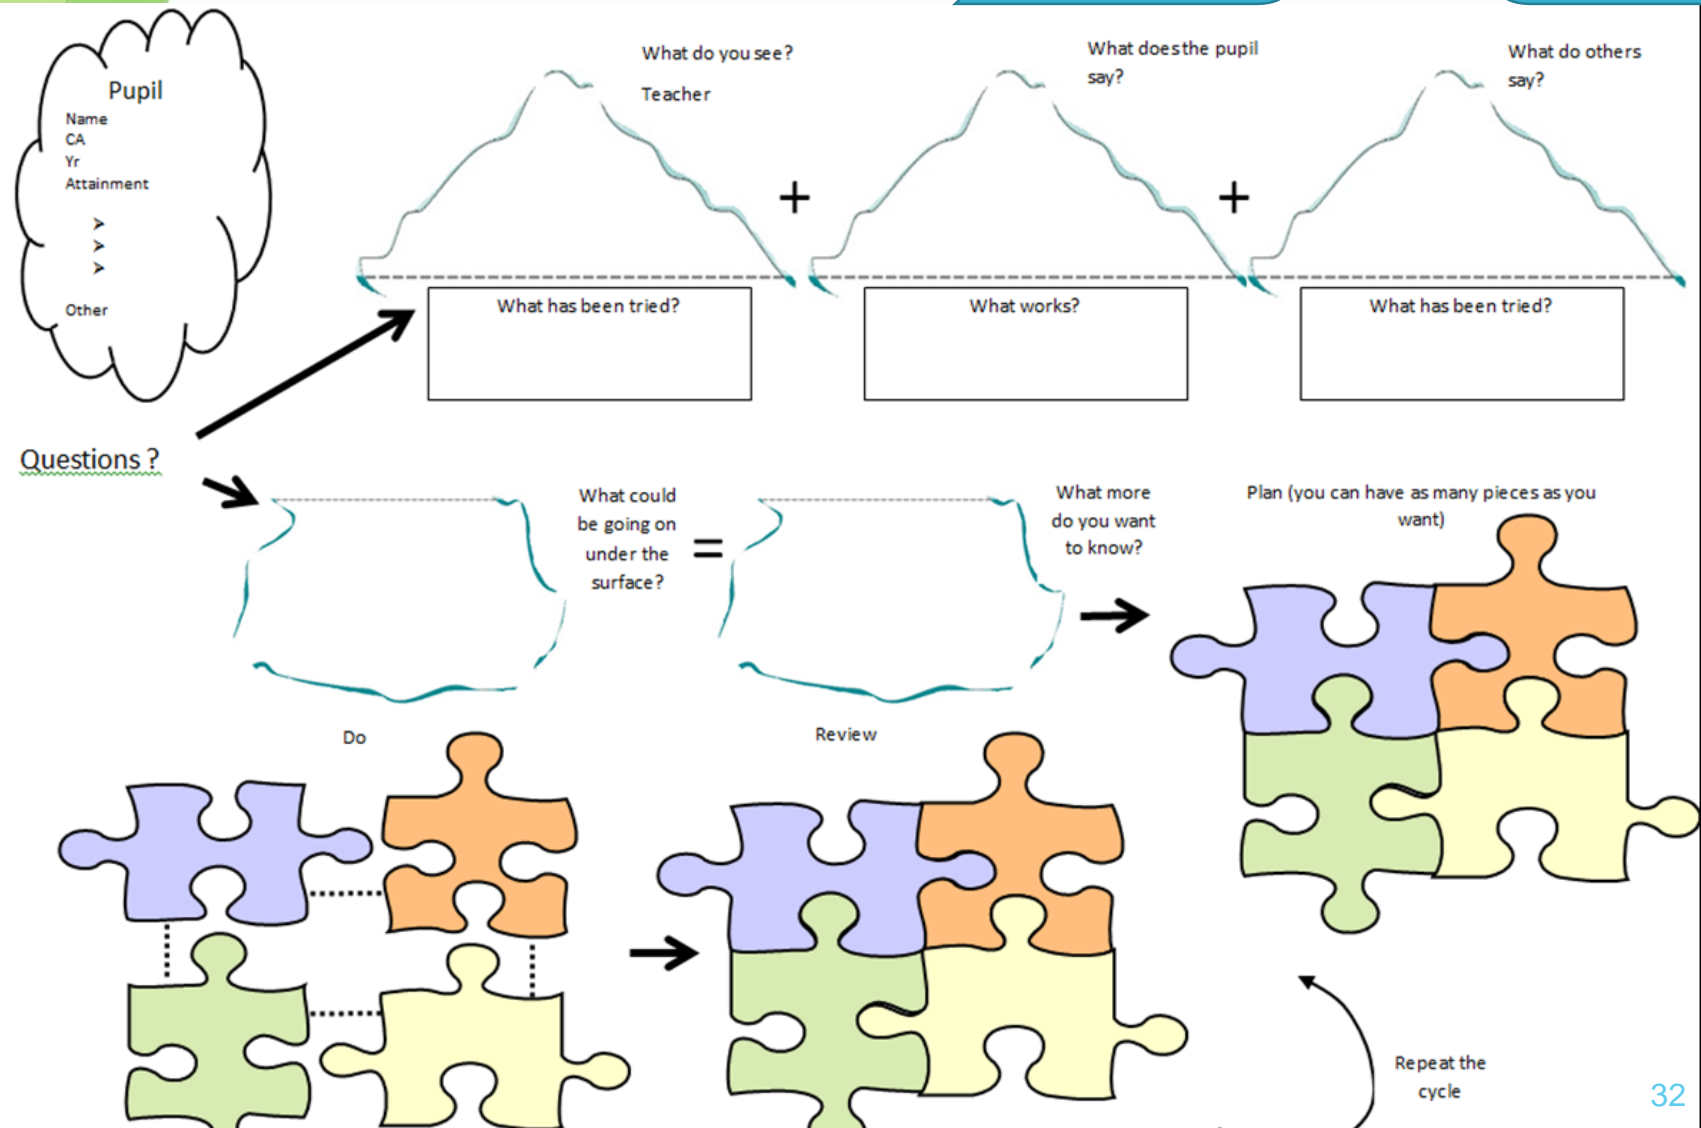 Pupil
Name
CA
Yr
Attainment
Other
What do you see?
Teacher
What does the pupil
say?
What do others
say?
+
+
What has been tried?
What works?
What has been tried?
Questions ?
What could
be going on
under the
surface?
=
What more
do you want
to know?
Plan (you can have as many pieces as you
want)
Do
Review
Repeat the
cycle
32